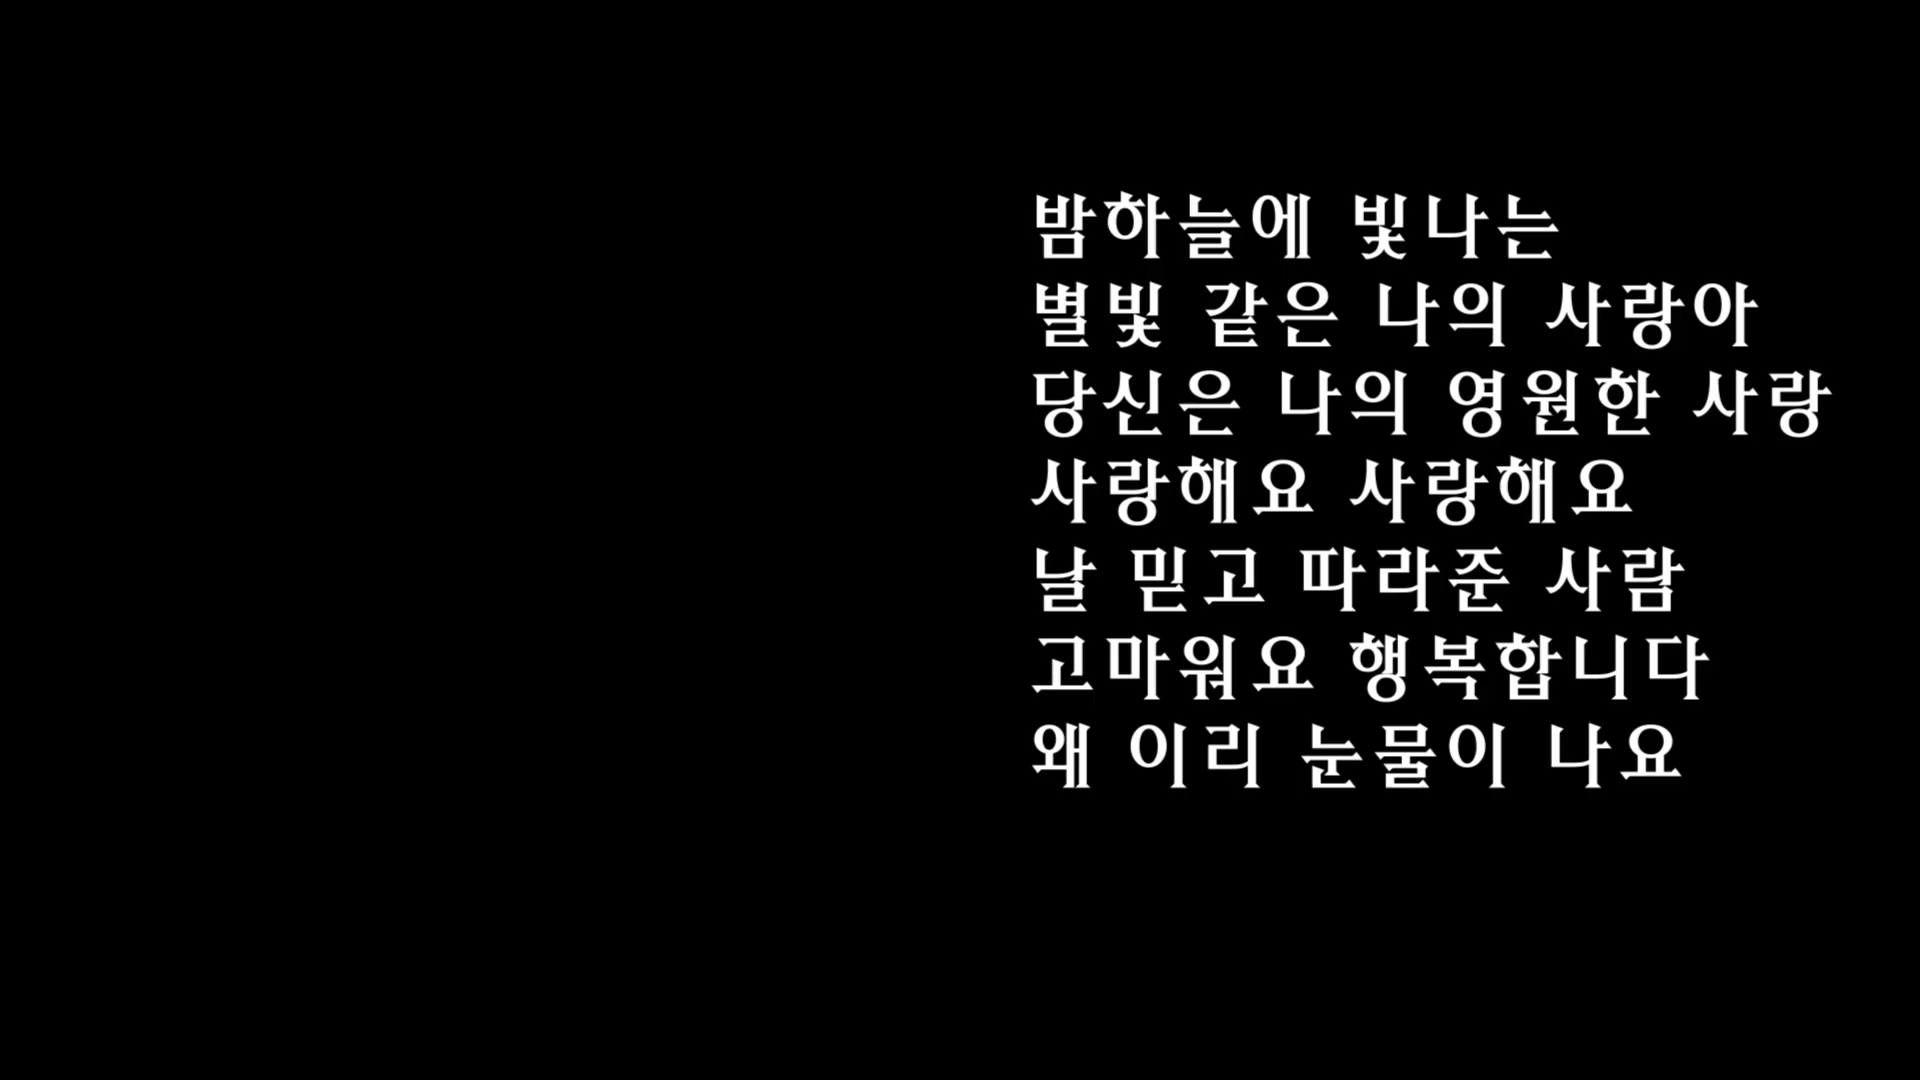 밤하늘에 빛나는
별빛 같은 나의 사랑아
당신은 나의 영원한 사랑
사랑해요 사랑해요
날 믿고 따라준 사람
고마워요 행복합니다
왜 이리 눈물이 나요